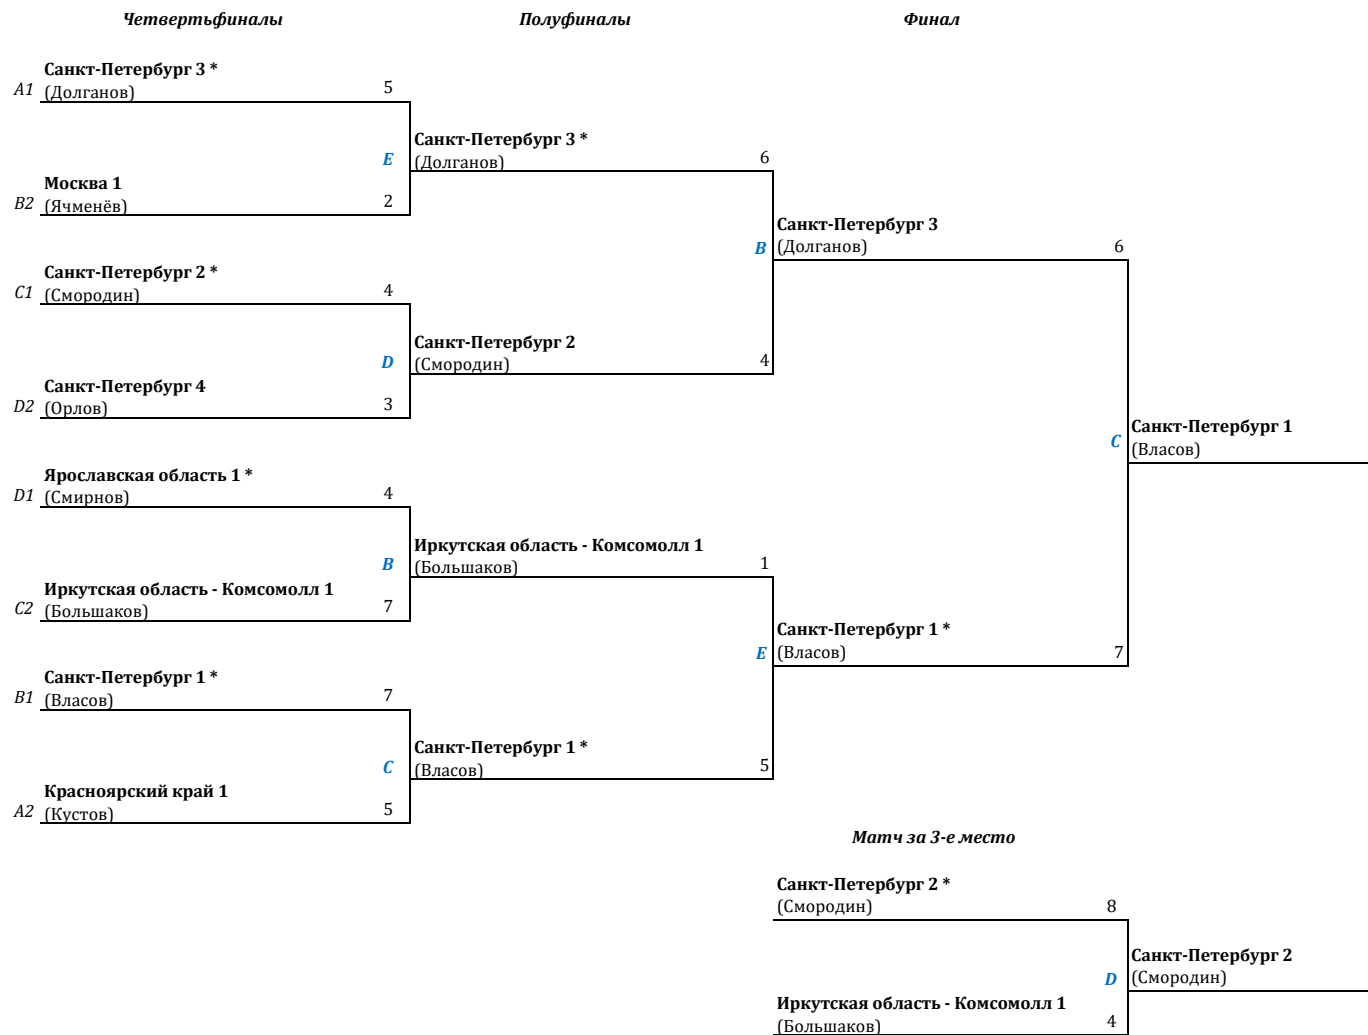 Четвертьфиналы
Полуфиналы
Финал
Санкт-Петербург 3 *
A1 (Долганов) 5
E
Санкт-Петербург 3 *
(Долганов) 6
Москва 1
B2 (Ячменёв) 2
B
Санкт-Петербург 3
(Долганов) 6
Санкт-Петербург 2 *
C1 (Смородин) 4
D
Санкт-Петербург 2
(Смородин) 4
Санкт-Петербург 4
D2 (Орлов) 3
C
Санкт-Петербург 1
(Власов)
Ярославская область 1 *
D1 (Смирнов) 4
B
Иркутская область - Комсомолл 1
(Большаков) 1
Иркутская область - Комсомолл 1
C2 (Большаков) 7
E
Санкт-Петербург 1 *
(Власов) 7
Санкт-Петербург 1 *
B1 (Власов) 7
C
Санкт-Петербург 1 *
(Власов) 5
Красноярский край 1
A2 (Кустов) 5
Матч за 3-е место
Санкт-Петербург 2 *
(Смородин) 8
D
Санкт-Петербург 2
(Смородин)
Иркутская область - Комсомолл 1
(Большаков) 4